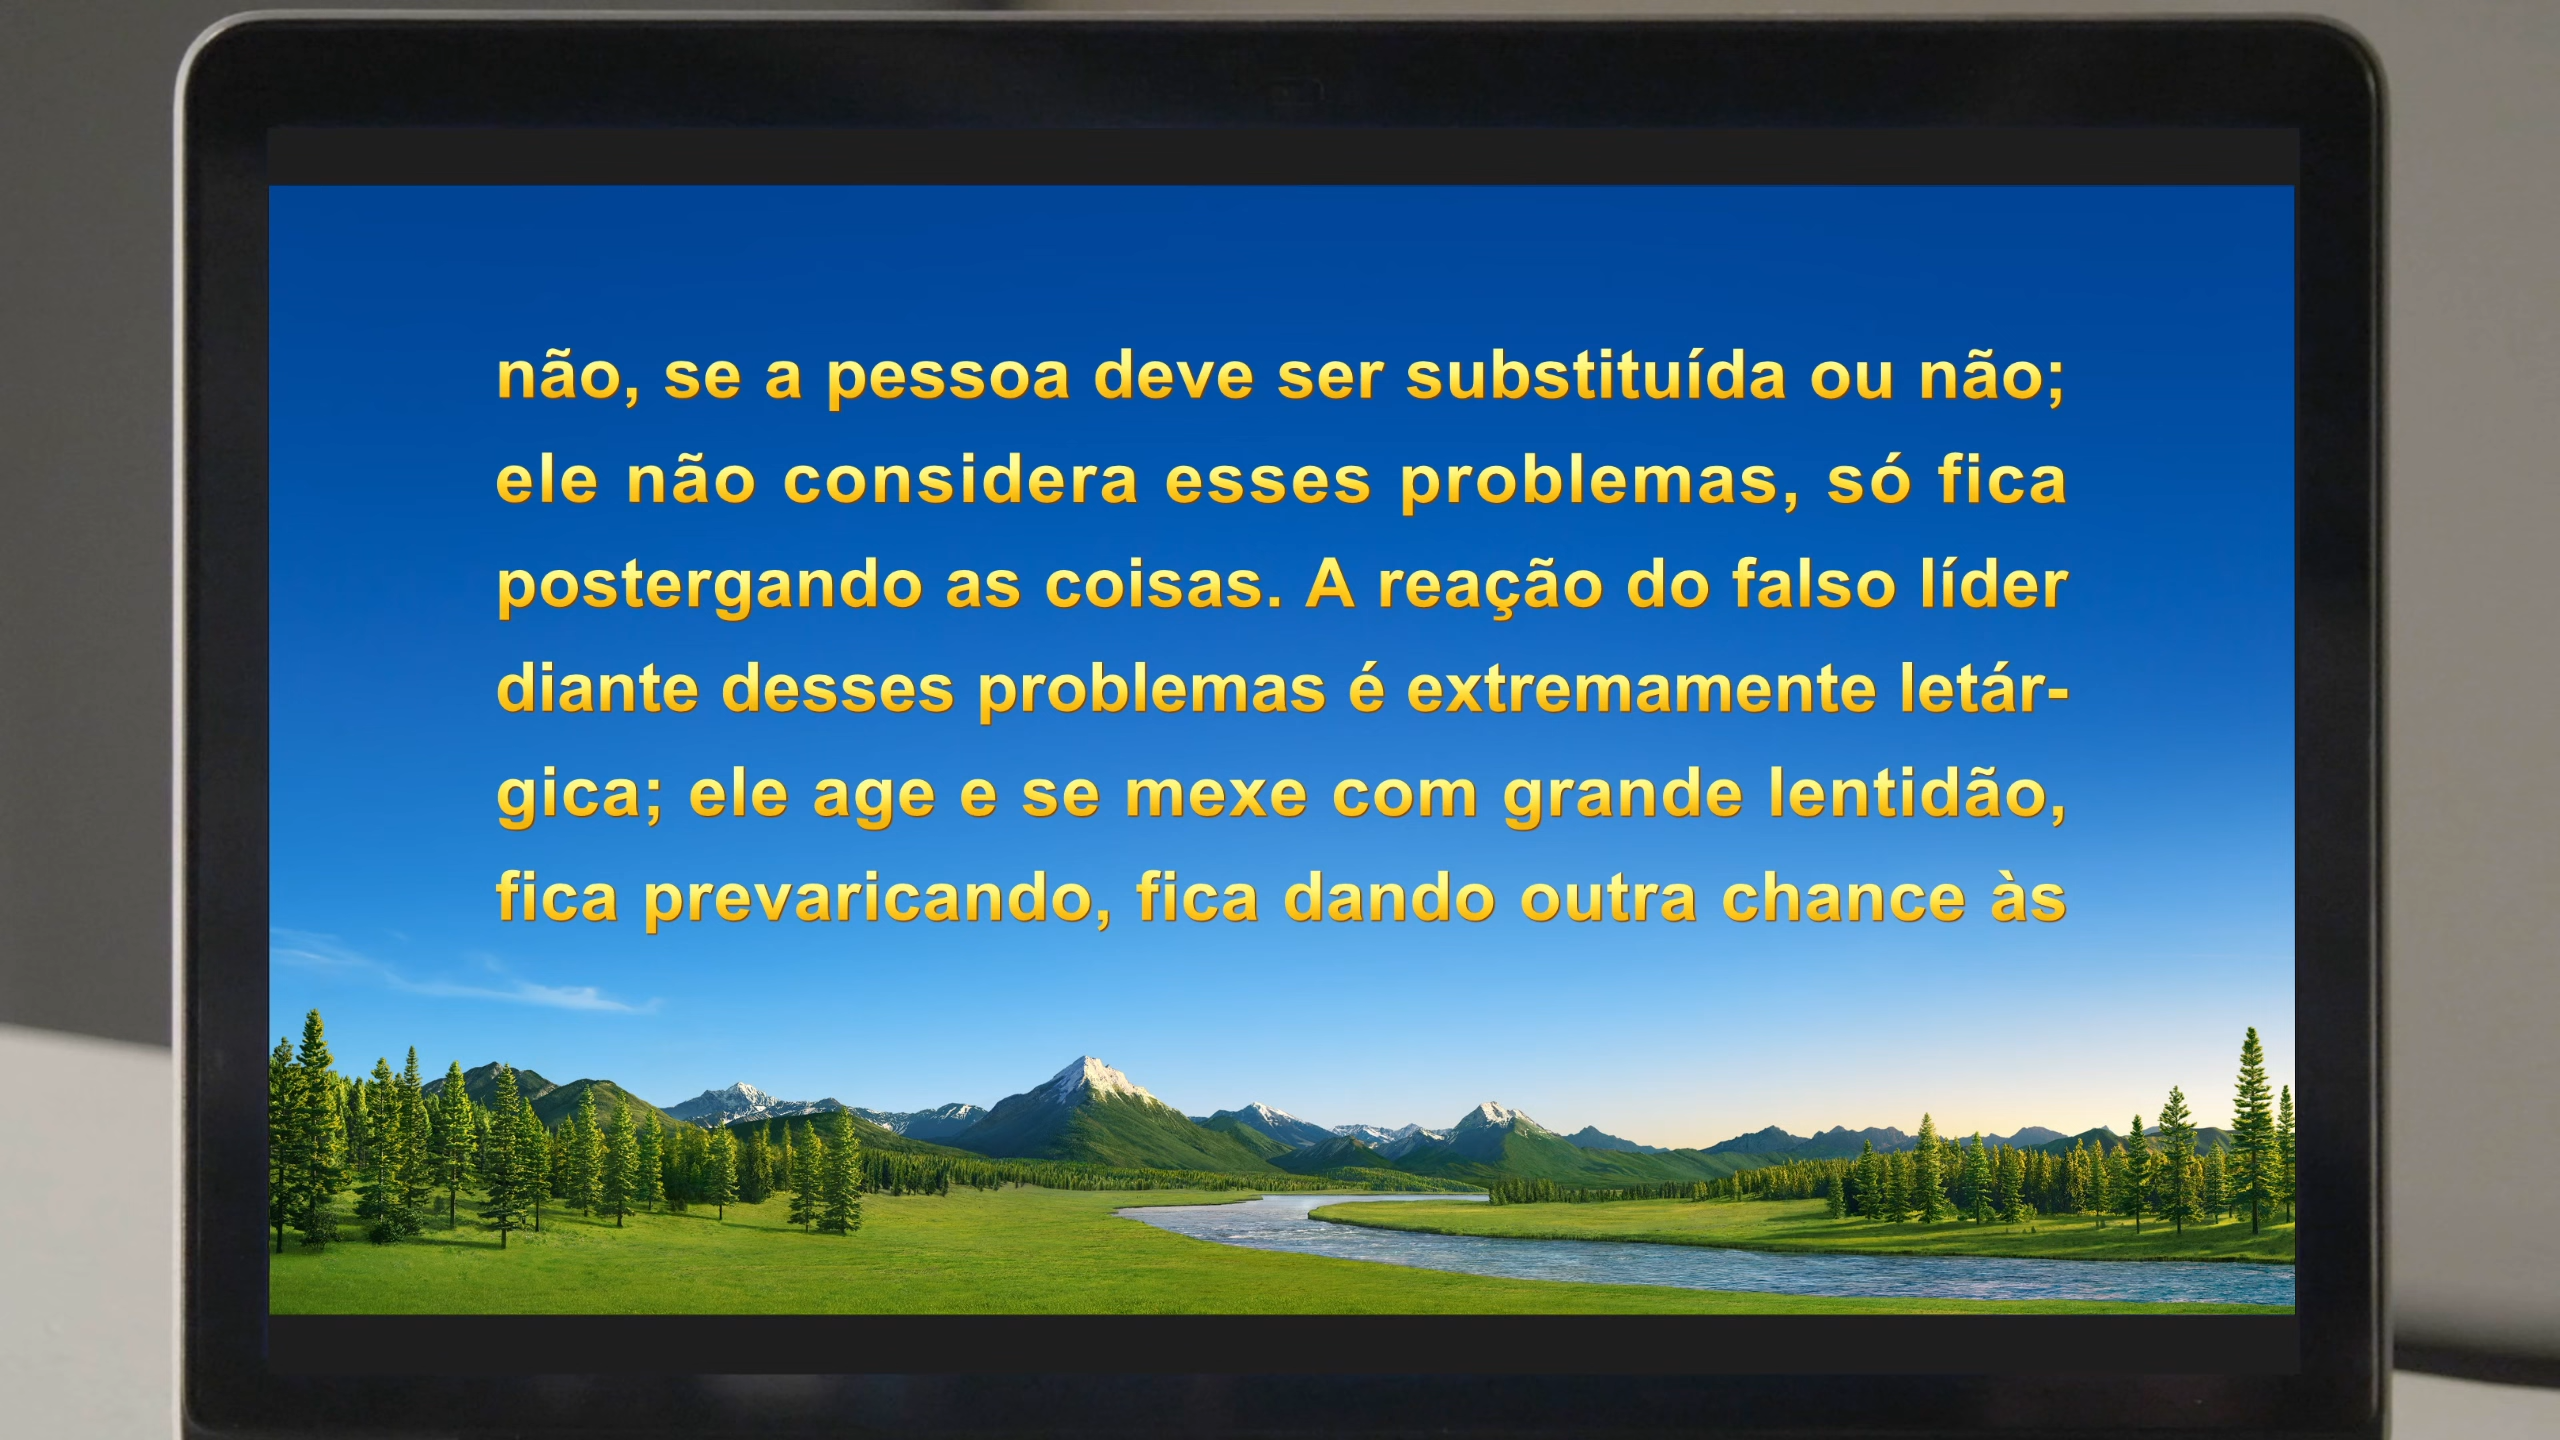 não, se a pessoa deve ser substituída ou não;
ele não considera esses problemas, só fica
postergando as coisas. A reação do falso líder
diante desses problemas é extremamente letár-
gica; ele age e se mexe com grande lentidão,
fica prevaricando, fica dando outra chance às